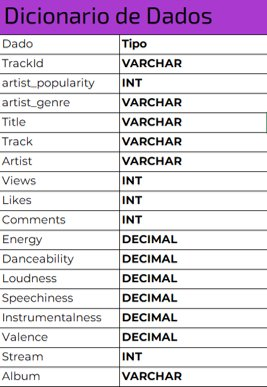 Dicionario de Dados
Dado Tipo
TrackId VARCHAR
artist_popularity INT
artist_genre VARCHAR
Title VARCHAR
Track VARCHAR
Artist VARCHAR
Views INT
Likes INT
Comments INT
Energy DECIMAL
Danceability DECIMAL
Loudness DECIMAL
Speechiness DECIMAL
Instrumentalness DECIMAL
Valence DECIMAL
Stream INT
Album VARCHAR